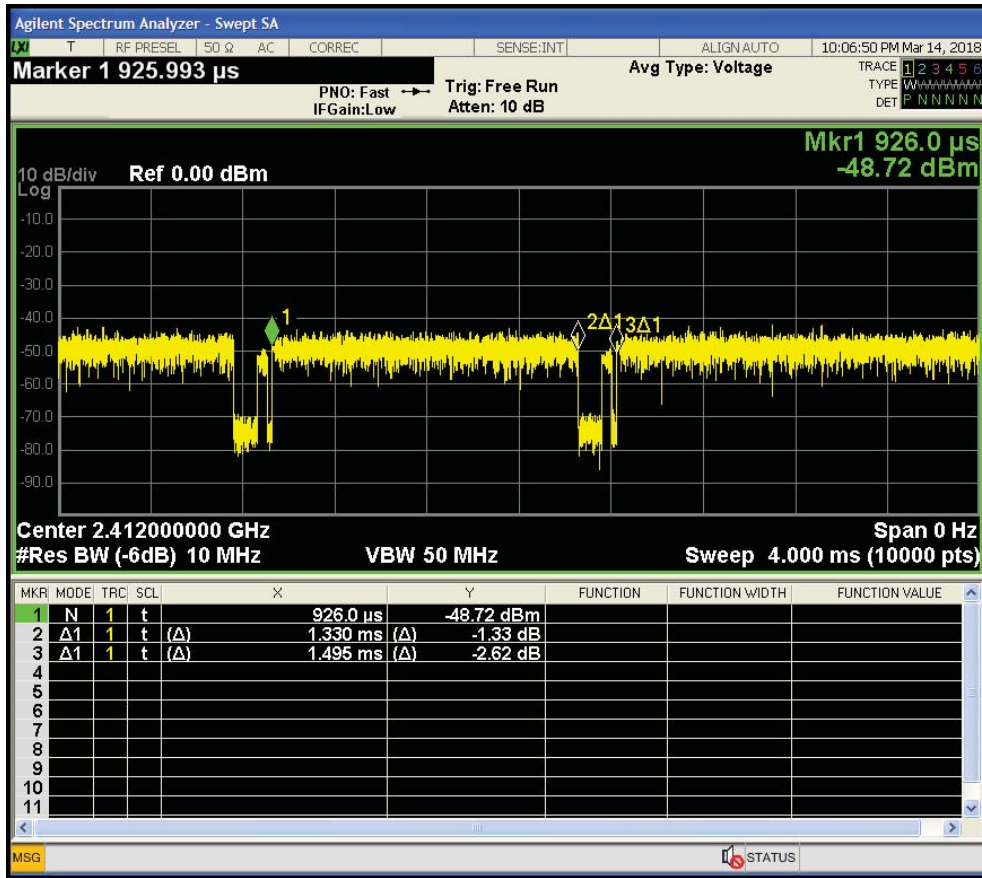 Agilent Spectrum Analyzer - Swept SA
LXI T RF PRESEL 50 Ω AC CORREC SENSE:INT ALIGN AUTO 10:06:50 PM Mar 14, 2018
Marker 1 925.993 µs
PNO: Fast
IFGain:Low
Trig: Free Run
Atten: 10 dB
Avg Type: Voltage
TRACE 1 2 3 4 5 6
TYPE W
DET P N N N N N
Mkr1 926.0 µs
-48.72 dBm
10 dB/div Ref 0.00 dBm
Log
-10.0
-20.0
-30.0
-40.0
-50.0
-60.0
-70.0
-80.0
-90.0
1
2Δ1
3Δ1
Center 2.412000000 GHz Span 0 Hz
#Res BW (-6dB) 10 MHz VBW 50 MHz Sweep 4.000 ms (10000 pts)
MKR MODE TRC SCL X Y FUNCTION FUNCTION WIDTH FUNCTION VALUE
1 N 1 t 926.0 µs -48.72 dBm
2 Δ1 1 t (Δ) 1.330 ms (Δ) -1.33 dB
3 Δ1 1 t (Δ) 1.495 ms (Δ) -2.62 dB
4
5
6
7
8
9
10
11
MSG STATUS